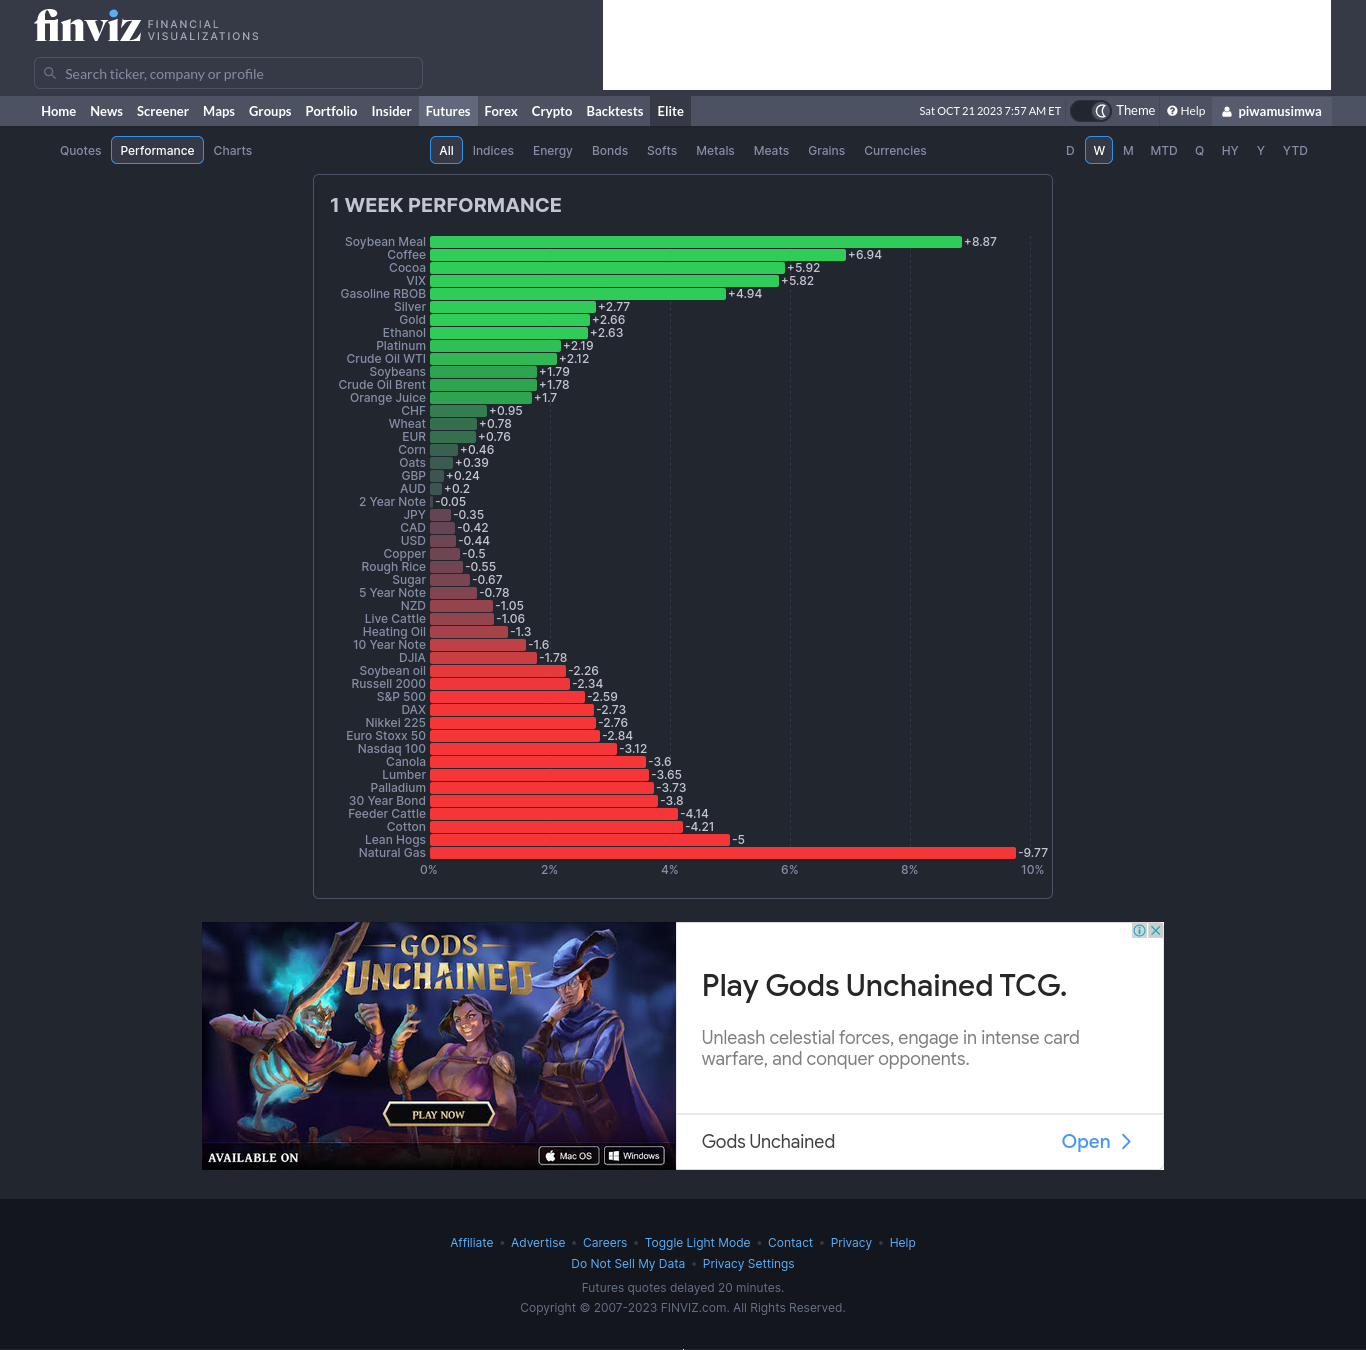 finviz FINANCIAL
VISUALIZATIONS
Search ticker, company or profile
Home News Screener Maps Groups Portfolio Insider Futures Forex Crypto Backtests Elite Sat OCT 21 2023 7:57 AM ET Theme Help piwamusimwa
Quotes Performance Charts All Indices Energy Bonds Softs Metals Meats Grains Currencies D W M MTD Q HY Y YTD
1 WEEK PERFORMANCE
Soybean Meal +8.87
Coffee +6.94
Cocoa +5.92
VIX +5.82
Gasoline RBOB +4.94
Silver +2.77
Gold +2.66
Ethanol +2.63
Platinum +2.19
Crude Oil WTI +2.12
Soybeans +1.79
Crude Oil Brent +1.78
Orange Juice +1.7
CHF +0.95
Wheat +0.78
EUR +0.76
Corn +0.46
Oats +0.39
GBP +0.24
AUD +0.2
2 Year Note -0.05
JPY -0.35
CAD -0.42
USD -0.44
Copper -0.5
Rough Rice -0.55
Sugar -0.67
5 Year Note -0.78
NZD -1.05
Live Cattle -1.06
Heating Oil -1.3
10 Year Note -1.6
DJIA -1.78
Soybean oil -2.26
Russell 2000 -2.34
S&P 500 -2.59
DAX -2.73
Nikkei 225 -2.76
Euro Stoxx 50 -2.84
Nasdaq 100 -3.12
Canola -3.6
Lumber -3.65
Palladium -3.73
30 Year Bond -3.8
Feeder Cattle -4.14
Cotton -4.21
Lean Hogs -5
Natural Gas -9.77
0% 2% 4% 6% 8% 10%
GODS
UNCHAINED
PLAY NOW
AVAILABLE ON Mac OS Windows
Play Gods Unchained TCG.
Unleash celestial forces, engage in intense card
warfare, and conquer opponents.
Gods Unchained Open
Affiliate • Advertise • Careers • Toggle Light Mode • Contact • Privacy • Help
Do Not Sell My Data • Privacy Settings
Futures quotes delayed 20 minutes.
Copyright © 2007-2023 FINVIZ.com. All Rights Reserved.